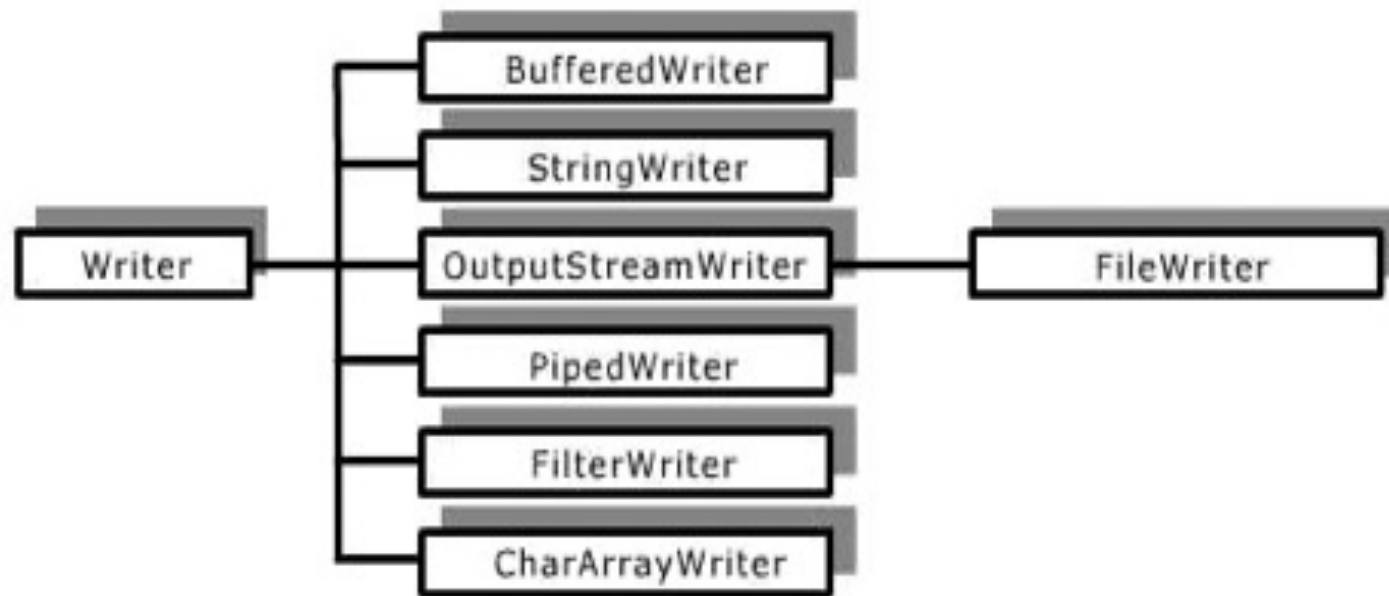 BufferedWriter
StringWriter
Writer
OutputStreamWriter
FileWriter
PipedWriter
FilterWriter
CharArrayWriter